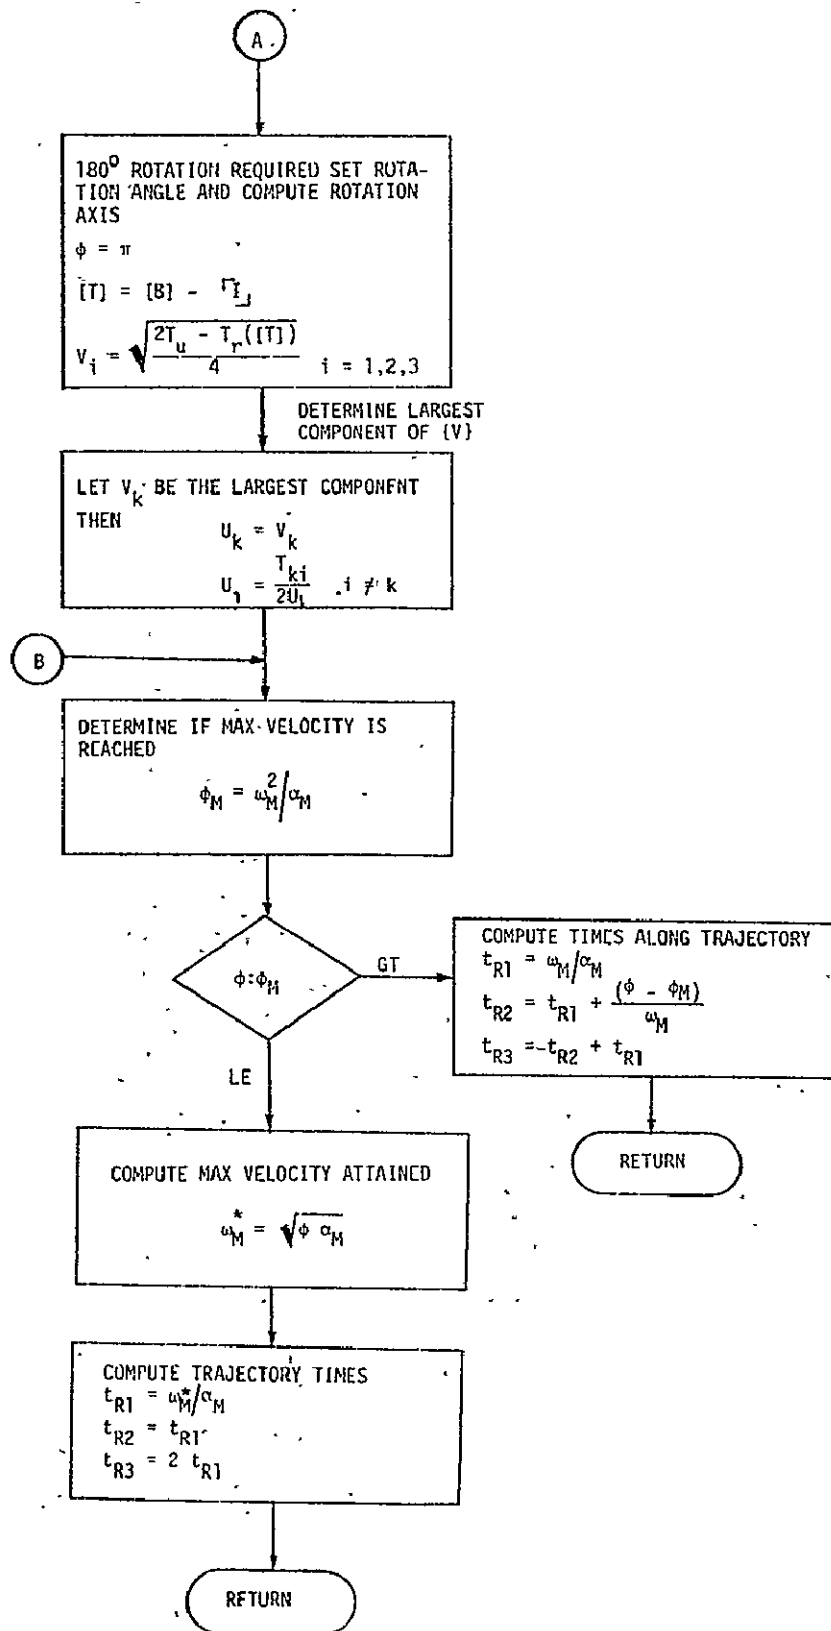 A
180° ROTATION REQUIRED SET ROTA-
TION ANGLE AND COMPUTE ROTATION
AXIS
ϕ = π
[T] = [B] - ⌈I⌋
V_i = √((2T_u - T_r([T]))/4) i = 1,2,3
DETERMINE LARGEST
COMPONENT OF {V}
LET V_k BE THE LARGEST COMPONENT
THEN
U_k = V_k
U_i = T_ki/2U_k i ≠ k
B
DETERMINE IF MAX VELOCITY IS
REACHED
ϕ_M = ω_M^2/α_M
ϕ:ϕ_M
GT
COMPUTE TIMES ALONG TRAJECTORY
t_R1 = ω_M/α_M
t_R2 = t_R1 + (ϕ - ϕ_M)/ω_M
t_R3 = t_R2 + t_R1
RETURN
LE
COMPUTE MAX VELOCITY ATTAINED
ω*_M = √(ϕ α_M)
COMPUTE TRAJECTORY TIMES
t_R1 = ω*_M/α_M
t_R2 = t_R1
t_R3 = 2 t_R1
RETURN